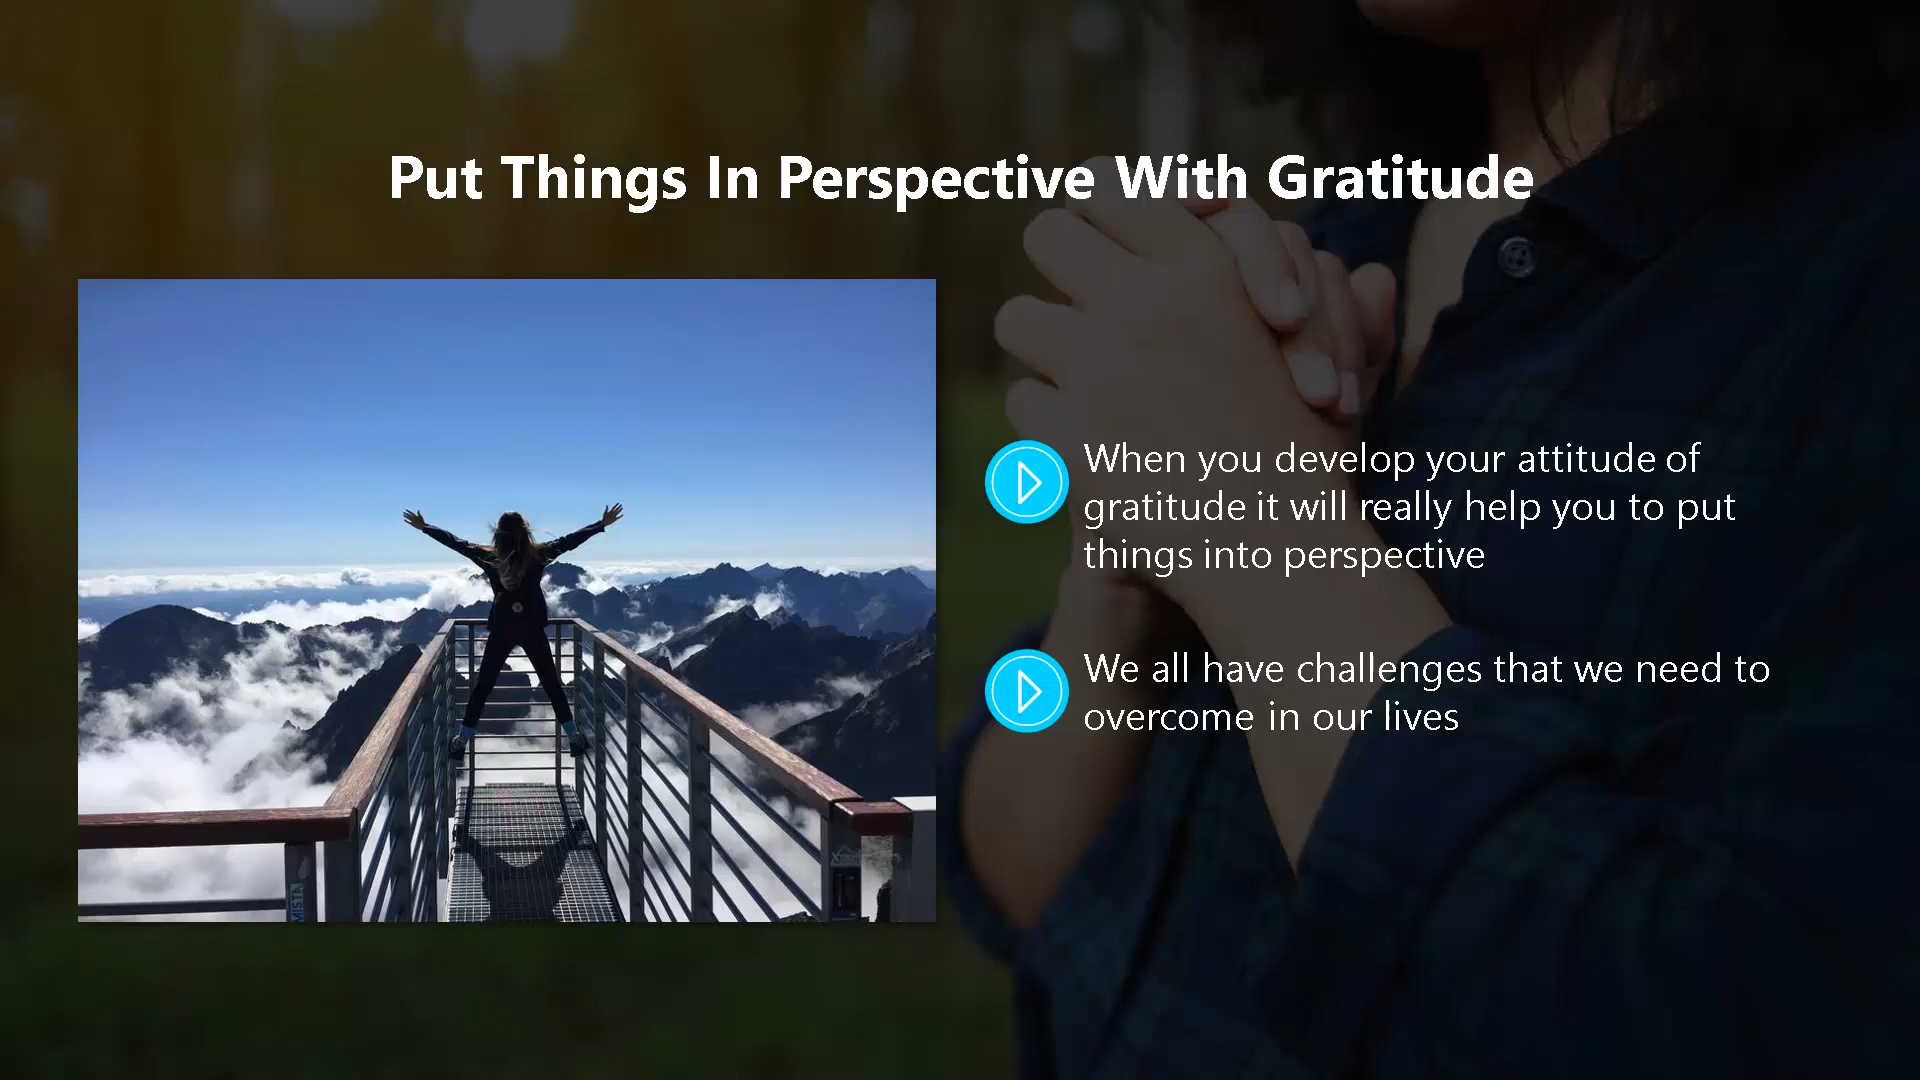 Put Things In Perspective With Gratitude
When you develop your attitude of
gratitude it will really help you to put
things into perspective
We all have challenges that we need to
overcome in our lives